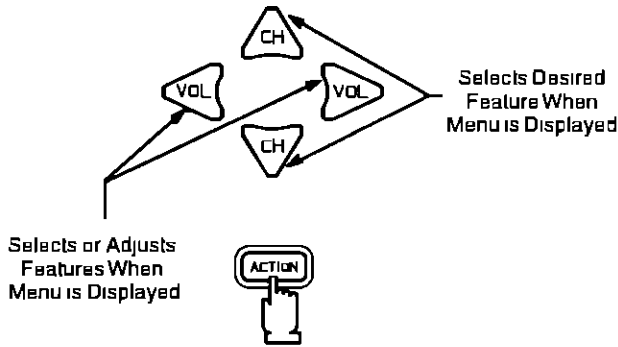 CH
VOL
VOL
CH
Selects Desired
Feature When
Menu is Displayed
Selects or Adjusts
Features When
Menu is Displayed
ACTION